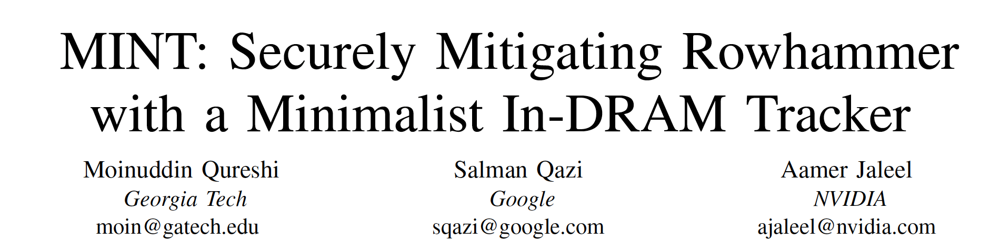 MINT: Securely Mitigating Rowhammer
with a Minimalist In-DRAM Tracker
Moinuddin Qureshi
Georgia Tech
moin@gatech.edu
Salman Qazi
Google
sqazi@google.com
Aamer Jaleel
NVIDIA
ajaleel@nvidia.com